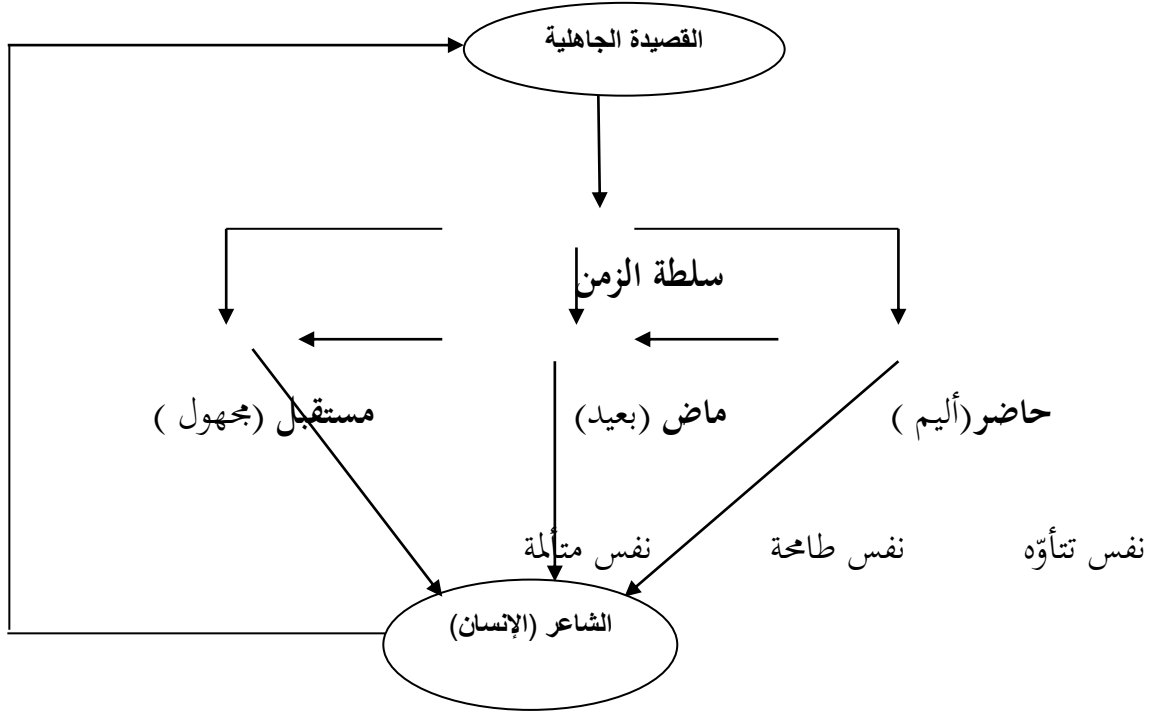 القصيدة الجاهلية
سلطة الزمن
حاضر(أليم ) ماض (بعيد) مستقبل (مجهول )
نفس تتأوّه نفس طامحة نفس متألمة
الشاعر (الإنسان)